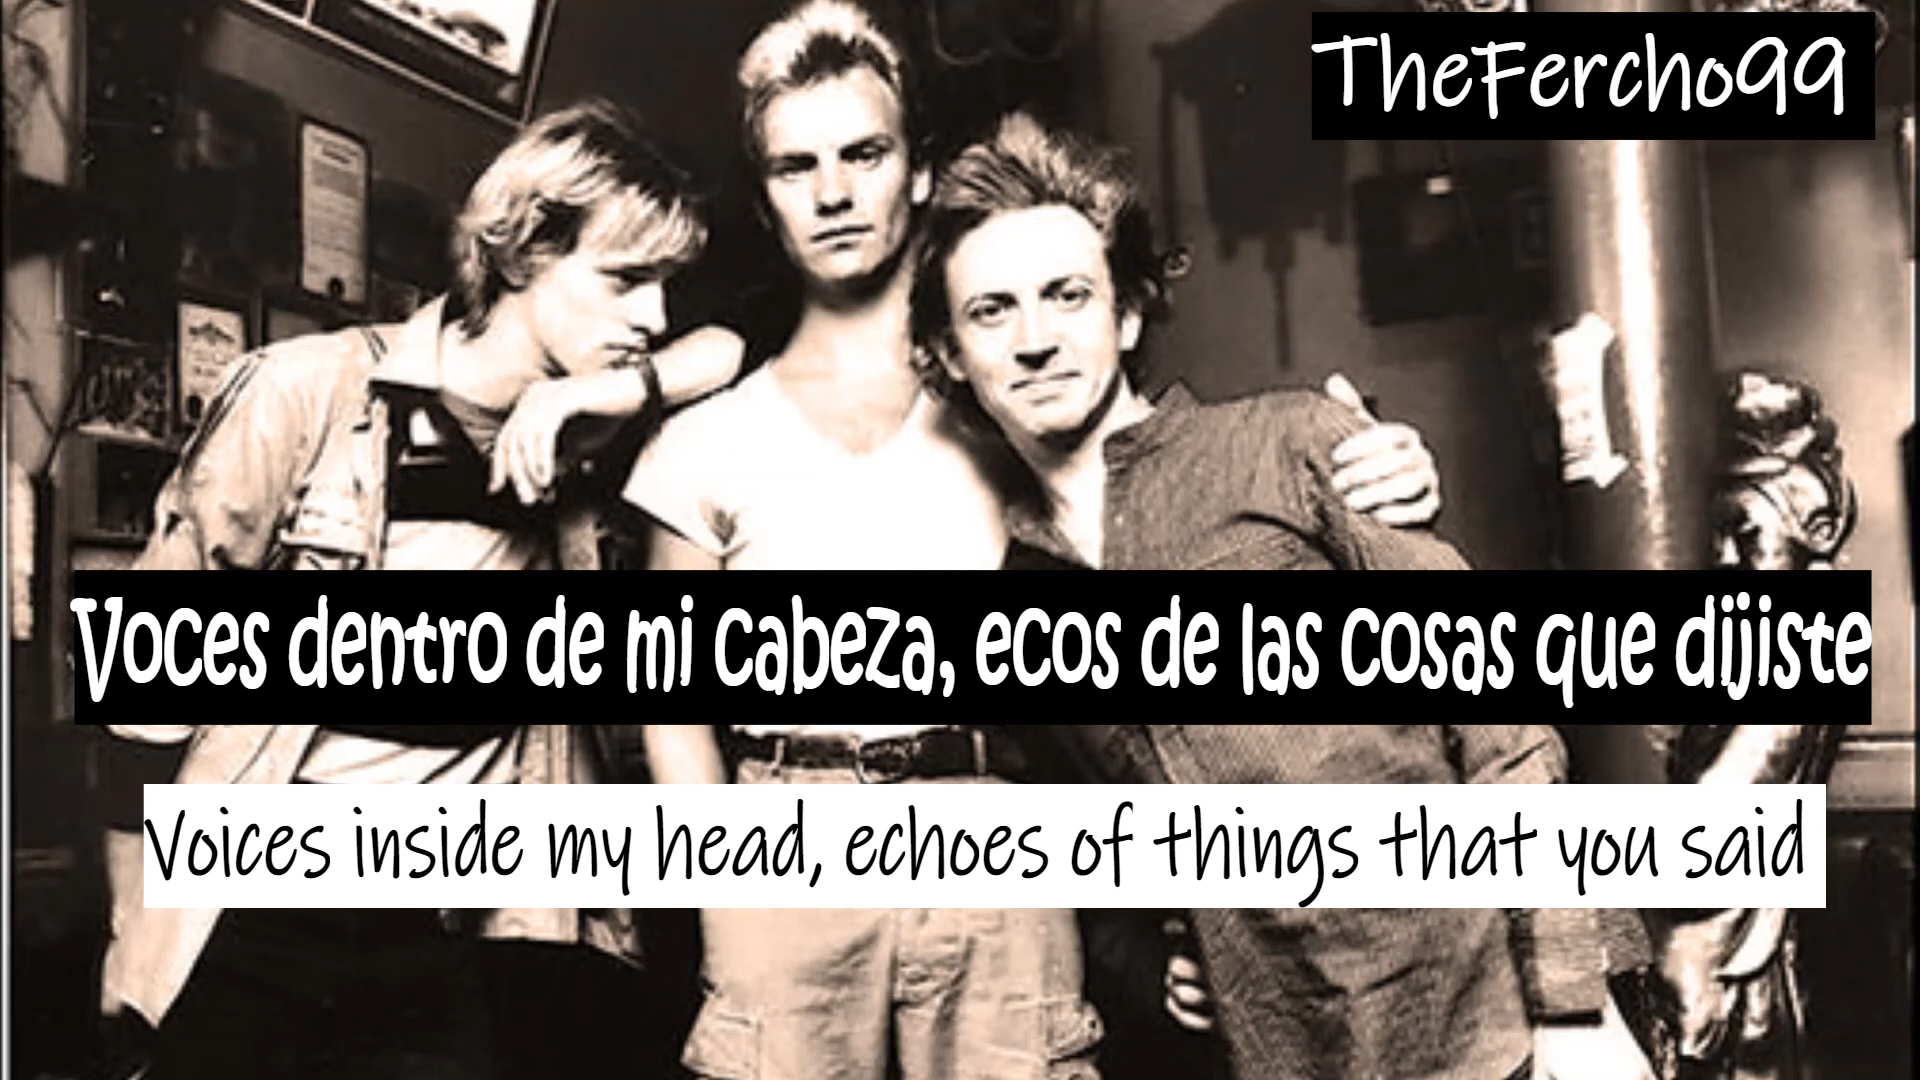 TheFercho99
Voces dentro de mi cabeza, ecos de las cosas que dijiste
Voices inside my head, echoes of things that you said